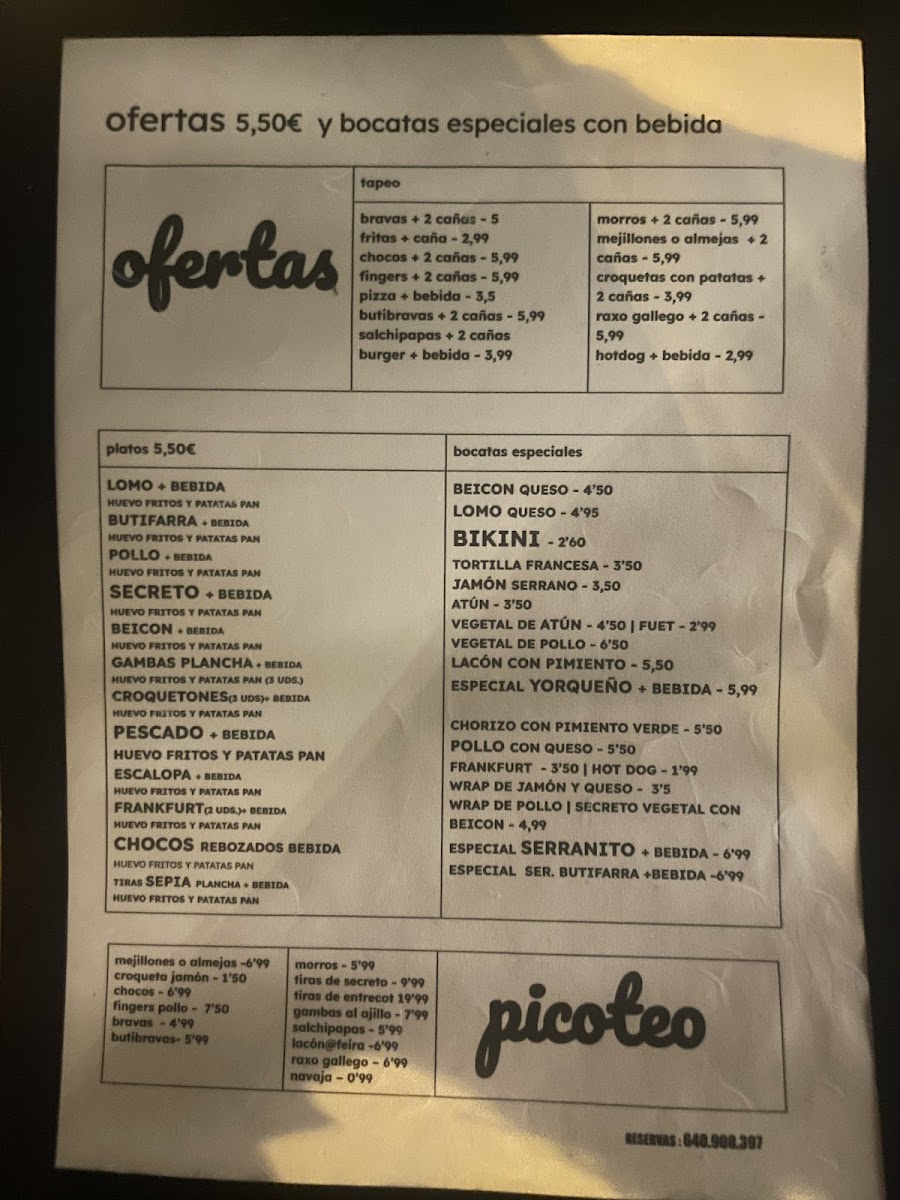 ofertas 5,50€ y bocatas especiales con bebida
ofertas
tapeo
bravas + 2 cañas - 5
fritas + caña - 2,99
chocos + 2 cañas - 5,99
fingers + 2 cañas - 5,99
pizza + bebida - 3,5
butibravas + 2 cañas - 5,99
salchipapas + 2 cañas
burger + bebida - 3,99
morros + 2 cañas - 5,99
mejillones o almejas + 2
cañas - 5,99
croquetas con patatas +
2 cañas - 3,99
raxo gallego + 2 cañas -
5,99
hotdog + bebida - 2,99
platos 5,50€
LOMO + BEBIDA
HUEVO FRITOS Y PATATAS PAN
BUTIFARRA + BEBIDA
HUEVO FRITOS Y PATATAS PAN
POLLO + BEBIDA
HUEVO FRITOS Y PATATAS PAN
SECRETO + BEBIDA
HUEVO FRITOS Y PATATAS PAN
BEICON + BEBIDA
HUEVO FRITOS Y PATATAS PAN
GAMBAS PLANCHA + BEBIDA
HUEVO FRITOS Y PATATAS PAN (3 UDS.)
CROQUETONES(3 UDS)+ BEBIDA
HUEVO FRITOS Y PATATAS PAN
PESCADO + BEBIDA
HUEVO FRITOS Y PATATAS PAN
ESCALOPA + BEBIDA
HUEVO FRITOS Y PATATAS PAN
FRANKFURT(2 UDS.)+ BEBIDA
HUEVO FRITOS Y PATATAS PAN
CHOCOS REBOZADOS BEBIDA
HUEVO FRITOS Y PATATAS PAN
TIRAS SEPIA PLANCHA + BEBIDA
HUEVO FRITOS Y PATATAS PAN
bocatas especiales
BEICON QUESO - 4'50
LOMO QUESO - 4'95
BIKINI - 2'60
TORTILLA FRANCESA - 3'50
JAMÓN SERRANO - 3,50
ATÚN - 3'50
VEGETAL DE ATÚN - 4'50 | FUET - 2'99
VEGETAL DE POLLO - 6'50
LACÓN CON PIMIENTO - 5,50
ESPECIAL YORQUEÑO + BEBIDA - 5,99
CHORIZO CON PIMIENTO VERDE - 5'50
POLLO CON QUESO - 5'50
FRANKFURT - 3'50 | HOT DOG - 1'99
WRAP DE JAMÓN Y QUESO - 3'5
WRAP DE POLLO | SECRETO VEGETAL CON
BEICON - 4,99
ESPECIAL SERRANITO + BEBIDA - 6'99
ESPECIAL SER. BUTIFARRA +BEBIDA -6'99
mejillones o almejas -6'99
croqueta jamón - 1'50
chocos - 6'99
fingers pollo - 7'50
bravas - 4'99
butibravas- 5'99
morros - 5'99
tiras de secreto - 9'99
tiras de entrecot 19'99
gambas al ajillo - 7'99
salchipapas - 5'99
lacón@feira -6'99
raxo gallego - 6'99
navaja - 0'99
picoteo
RESERVAS : 640.908.397